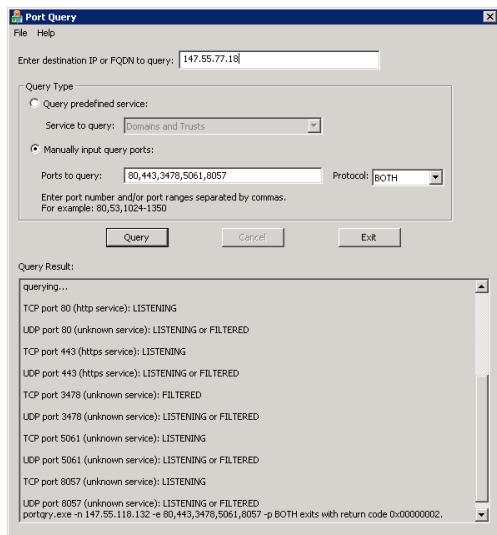 Port Query
File Help
Enter destination IP or FQDN to query: 147.55.77.18
Query Type
Query predefined service:
Service to query: Domains and Trusts
Manually input query ports:
Ports to query: 80,443,3478,5061,8057 Protocol: BOTH
Enter port number and/or port ranges separated by commas.
For example: 80,53,1024-1350
Query Cancel Exit
Query Result:
querying...
TCP port 80 (http service): LISTENING
UDP port 80 (unknown service): LISTENING or FILTERED
TCP port 443 (https service): LISTENING
UDP port 443 (https service): LISTENING or FILTERED
TCP port 3478 (unknown service): FILTERED
UDP port 3478 (unknown service): LISTENING or FILTERED
TCP port 5061 (unknown service): LISTENING
UDP port 5061 (unknown service): LISTENING or FILTERED
TCP port 8057 (unknown service): LISTENING
UDP port 8057 (unknown service): LISTENING or FILTERED
portqry.exe -n 147.55.118.132 -e 80,443,3478,5061,8057 -p BOTH exits with return code 0x00000002.